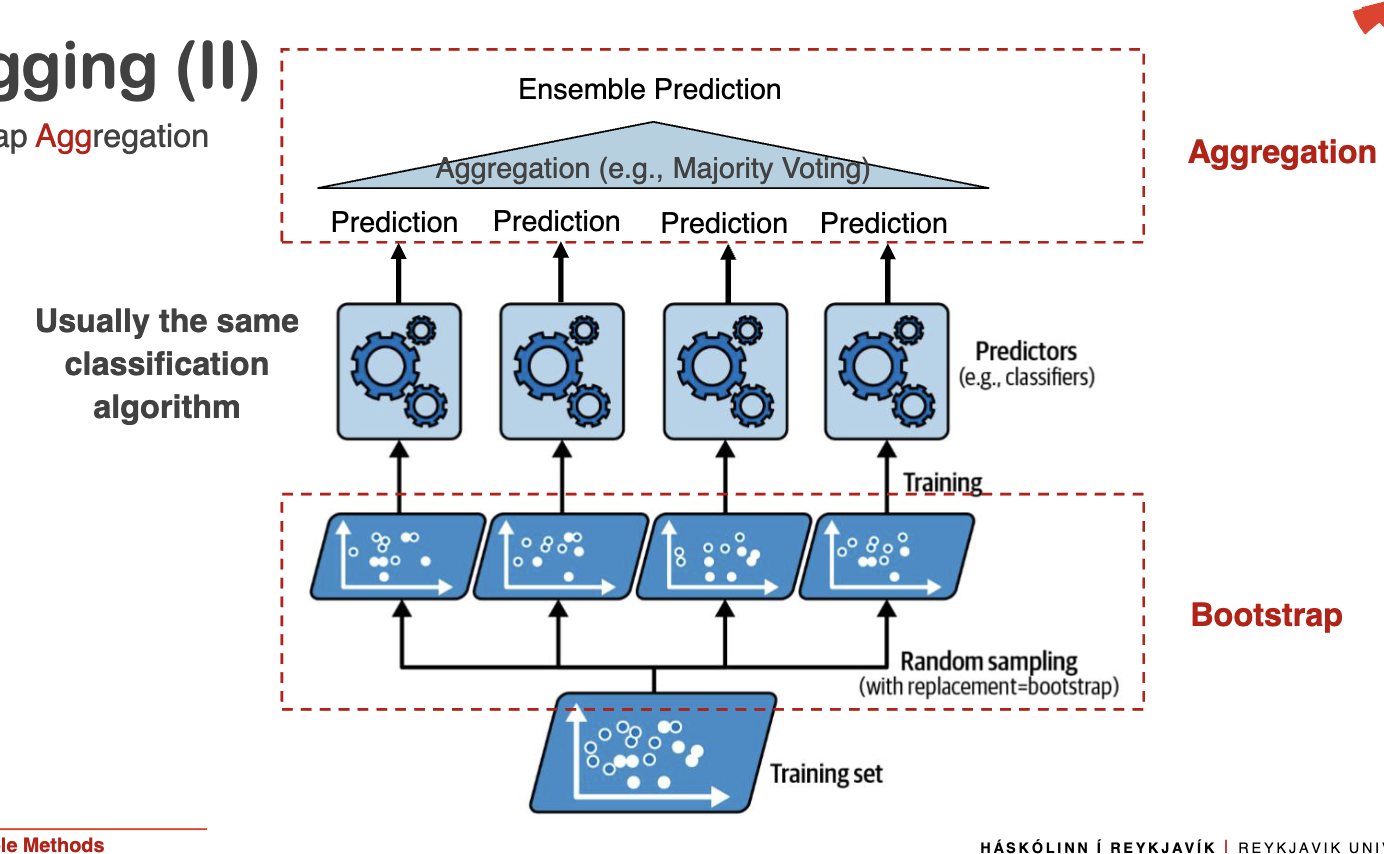 gging (II)
ap Aggregation
Ensemble Prediction
Aggregation (e.g., Majority Voting)
Aggregation
Prediction Prediction Prediction Prediction
Usually the same
classification
algorithm
Predictors
(e.g., classifiers)
Training
Bootstrap
Random sampling
(with replacement=bootstrap)
Training set
le Methods
HÁSKÓLINN Í REYKJAVÍK | REYKJAVIK UNI